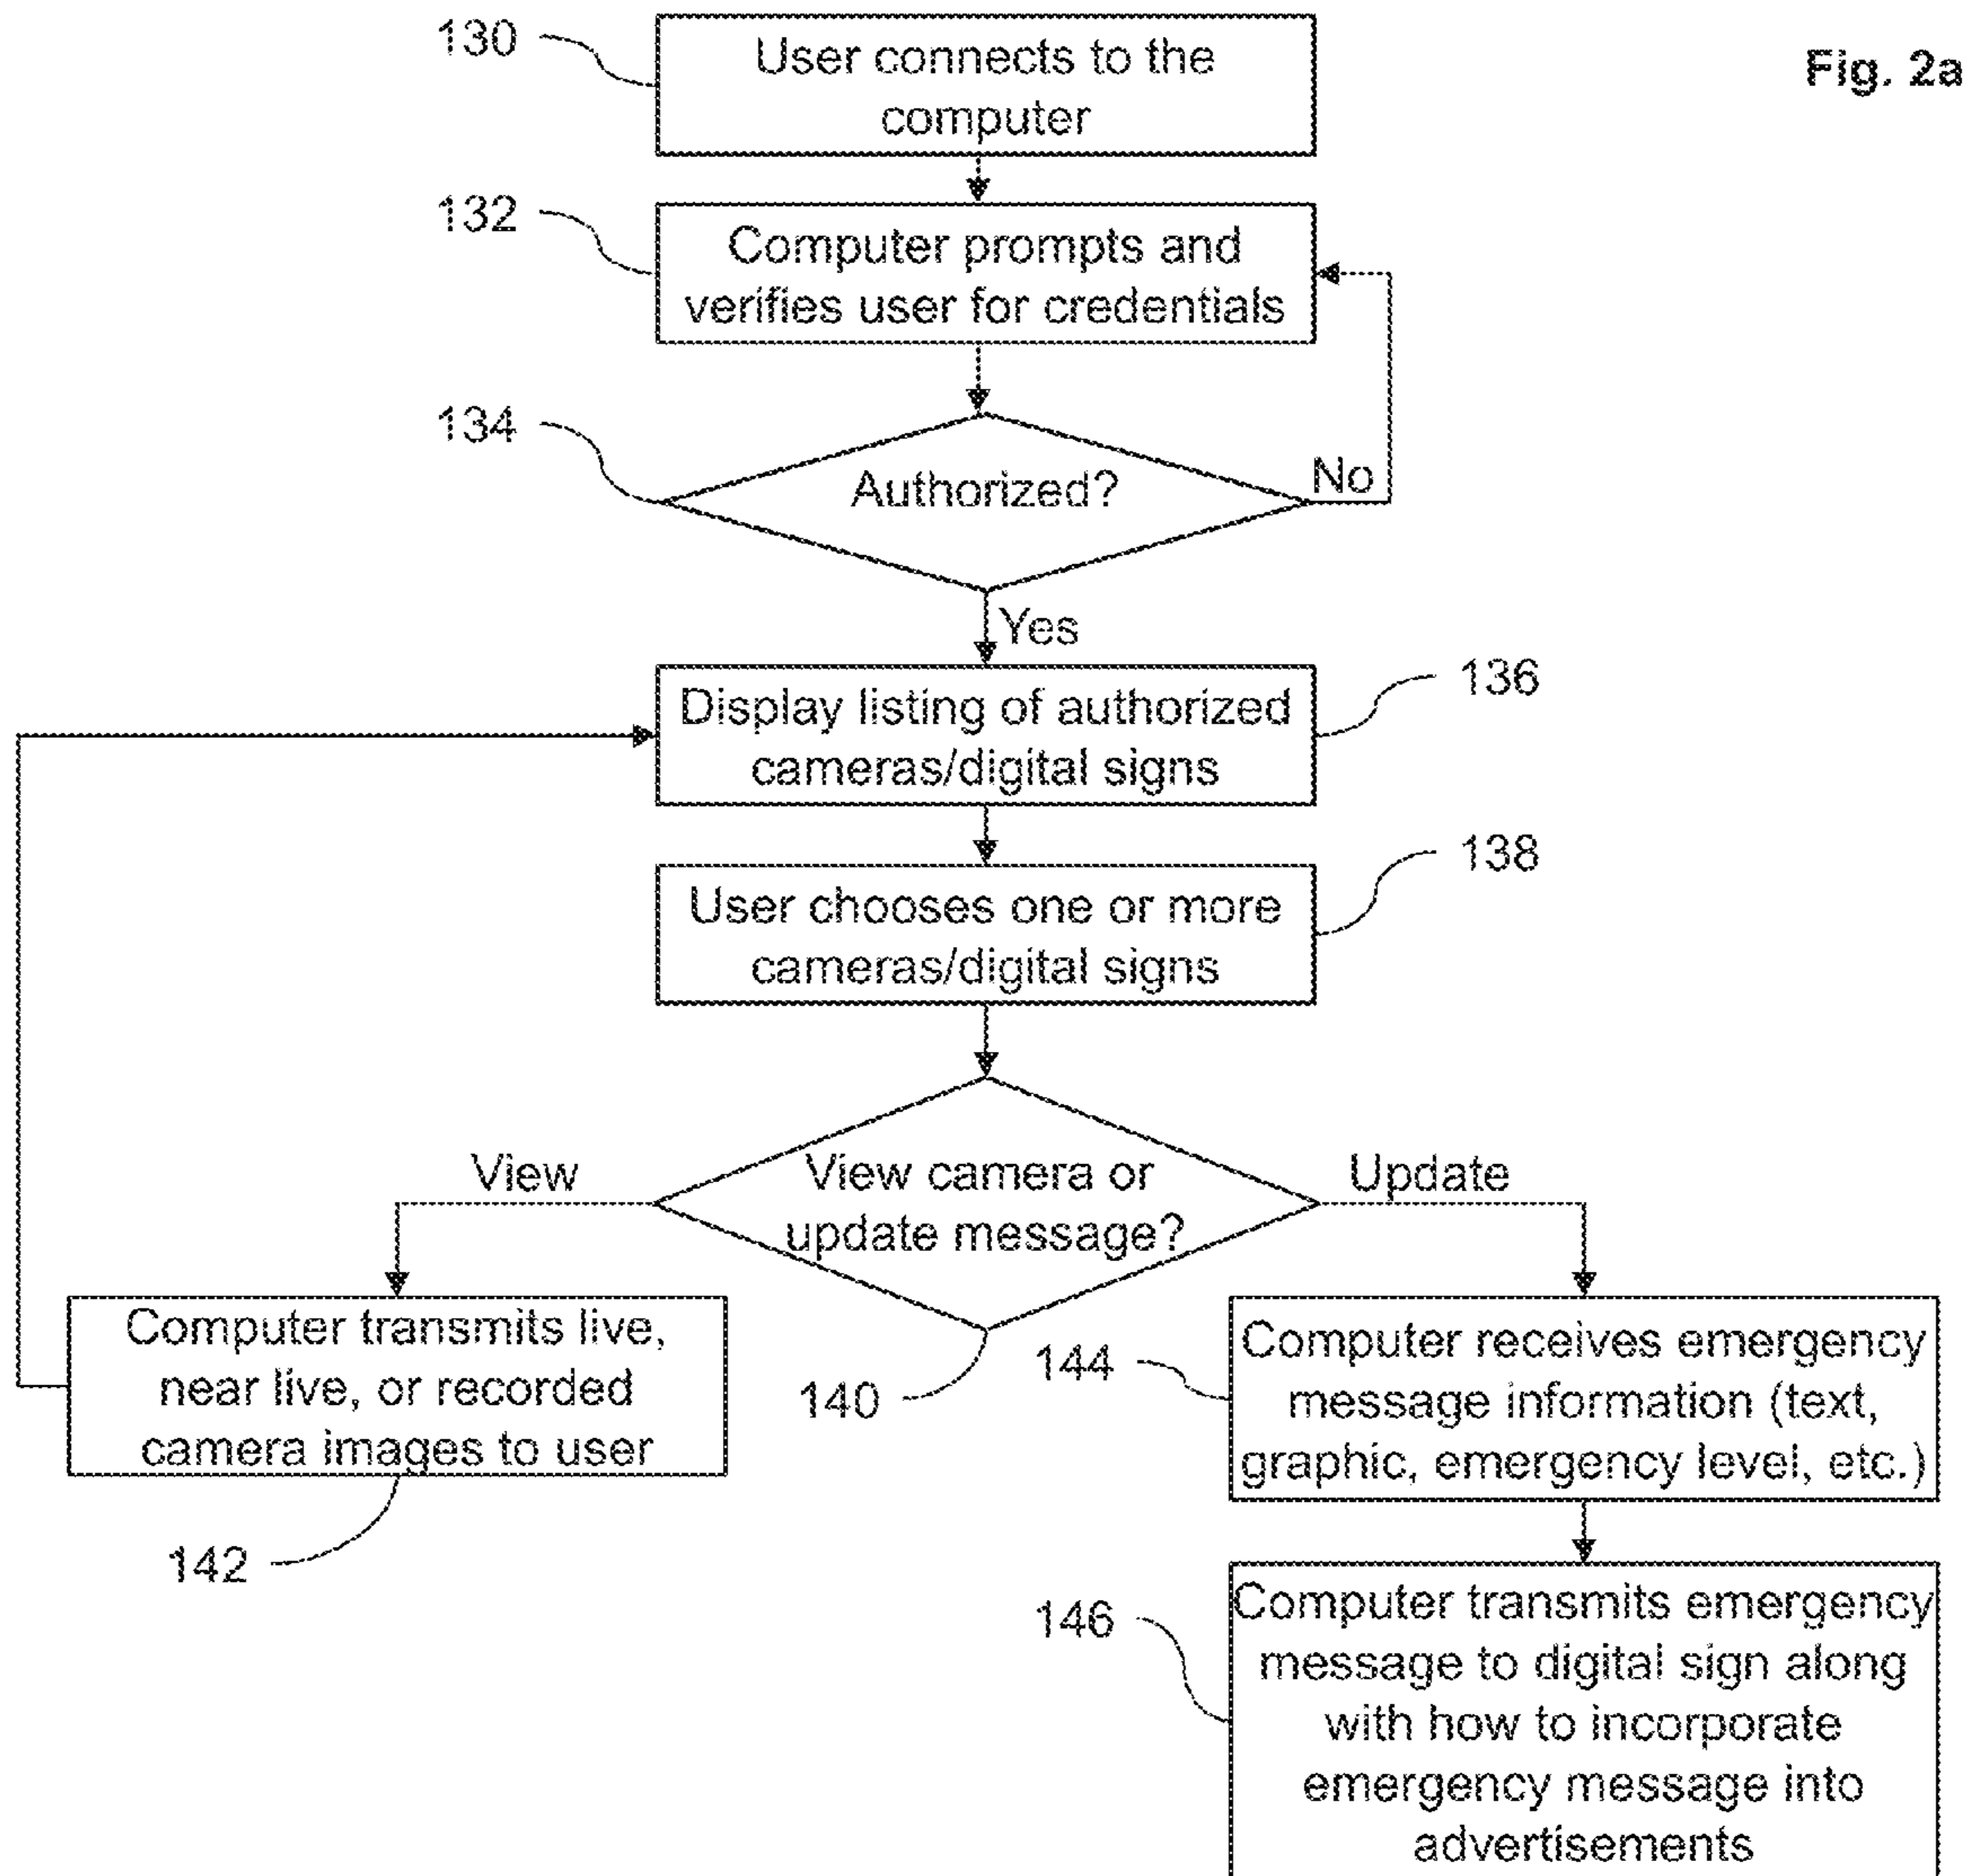 Fig. 2a
130
User connects to the
computer
132
Computer prompts and
verifies user for credentials
134
Authorized?
No
Yes
136
Display listing of authorized
cameras/digital signs
138
User chooses one or more
cameras/digital signs
View
View camera or
update message?
Update
140
Computer transmits live,
near live, or recorded
camera images to user
142
144
Computer receives emergency
message information (text,
graphic, emergency level, etc.)
146
Computer transmits emergency
message to digital sign along
with how to incorporate
emergency message into
advertisements